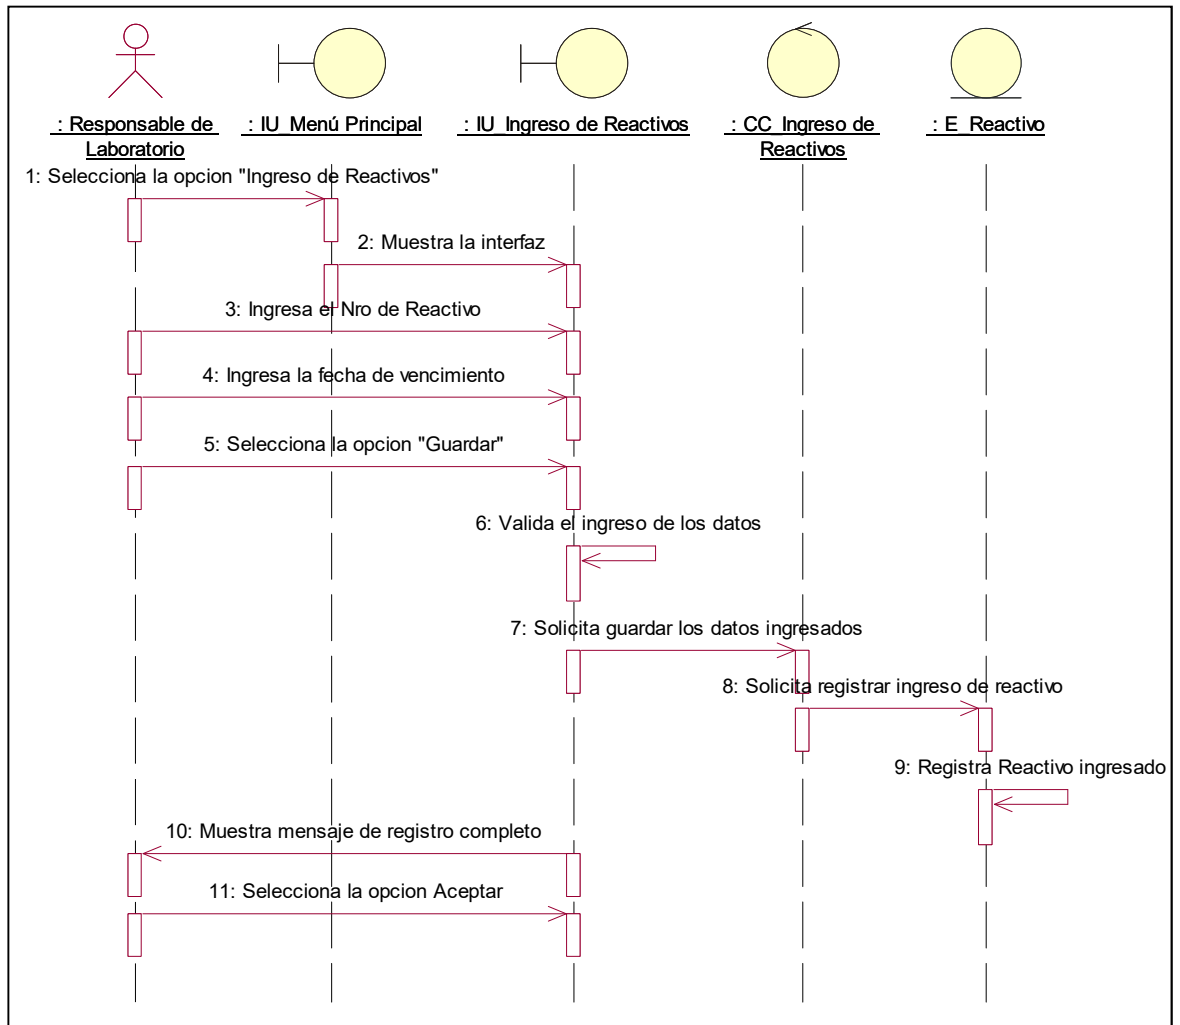 : Responsable de
Laboratorio
: IU_Menú Principal
: IU_Ingreso de Reactivos
: CC_Ingreso de
Reactivos
: E_Reactivo
1: Selecciona la opcion "Ingreso de Reactivos"
2: Muestra la interfaz
3: Ingresa el Nro de Reactivo
4: Ingresa la fecha de vencimiento
5: Selecciona la opcion "Guardar"
6: Valida el ingreso de los datos
7: Solicita guardar los datos ingresados
8: Solicita registrar ingreso de reactivo
9: Registra Reactivo ingresado
10: Muestra mensaje de registro completo
11: Selecciona la opcion Aceptar